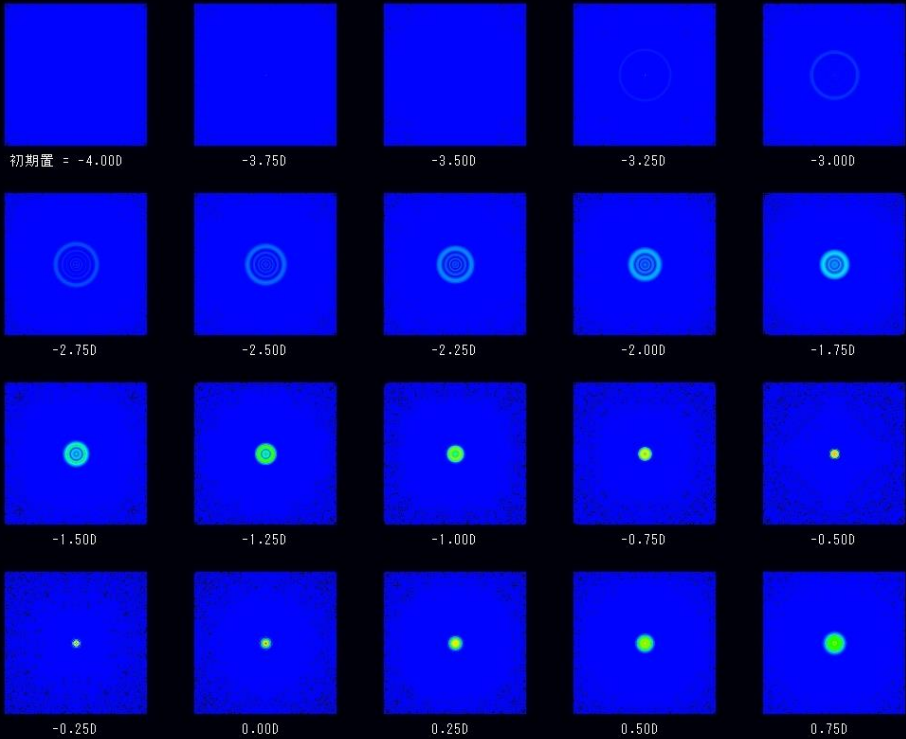 初期置 = -4.00D
-3.75D
-3.50D
-3.25D
-3.00D
-2.75D
-2.50D
-2.25D
-2.00D
-1.75D
-1.50D
-1.25D
-1.00D
-0.75D
-0.50D
-0.25D
0.00D
0.25D
0.50D
0.75D